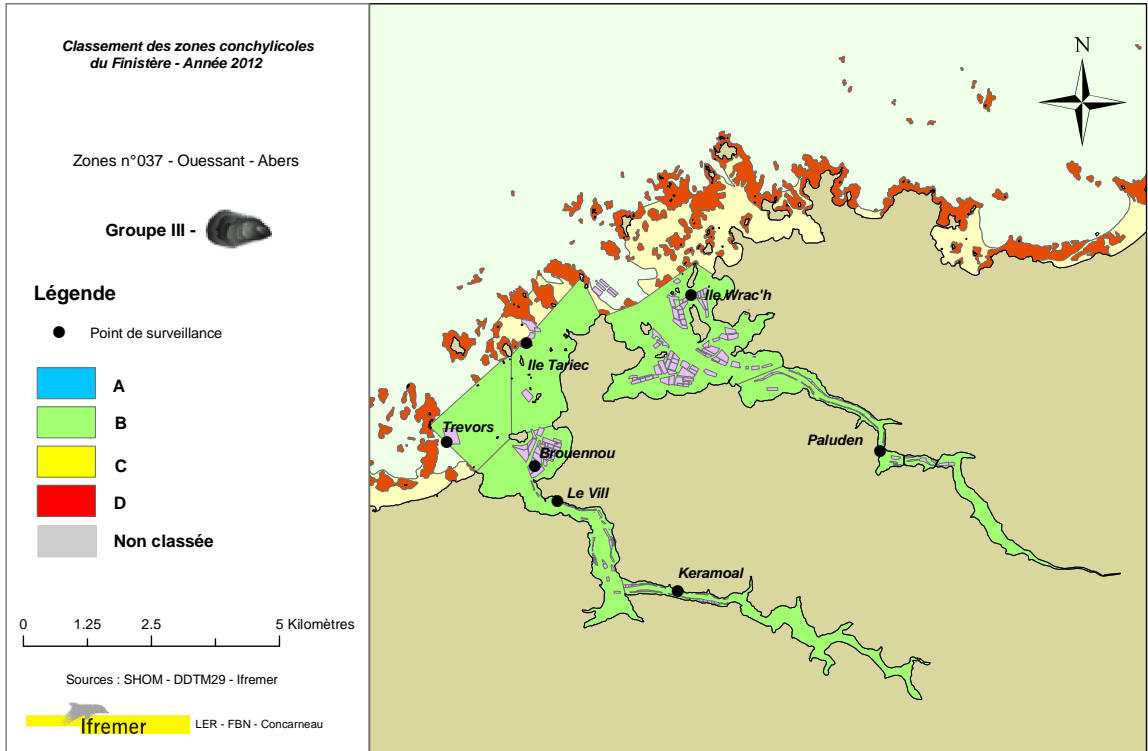 Classement des zones conchylicoles
du Finistère - Année 2012
Zones n°037 - Ouessant - Abers
Groupe III -
Légende
Point de surveillance
A
B
C
D
Non classée
0 1.25 2.5 5 Kilomètres
Sources : SHOM - DDTM29 - Ifremer
Ifremer
LER - FBN - Concarneau
N
Ile Wrac'h
Ile Tariec
Trevors
Brouennou
Paluden
Le Vill
Keramoal